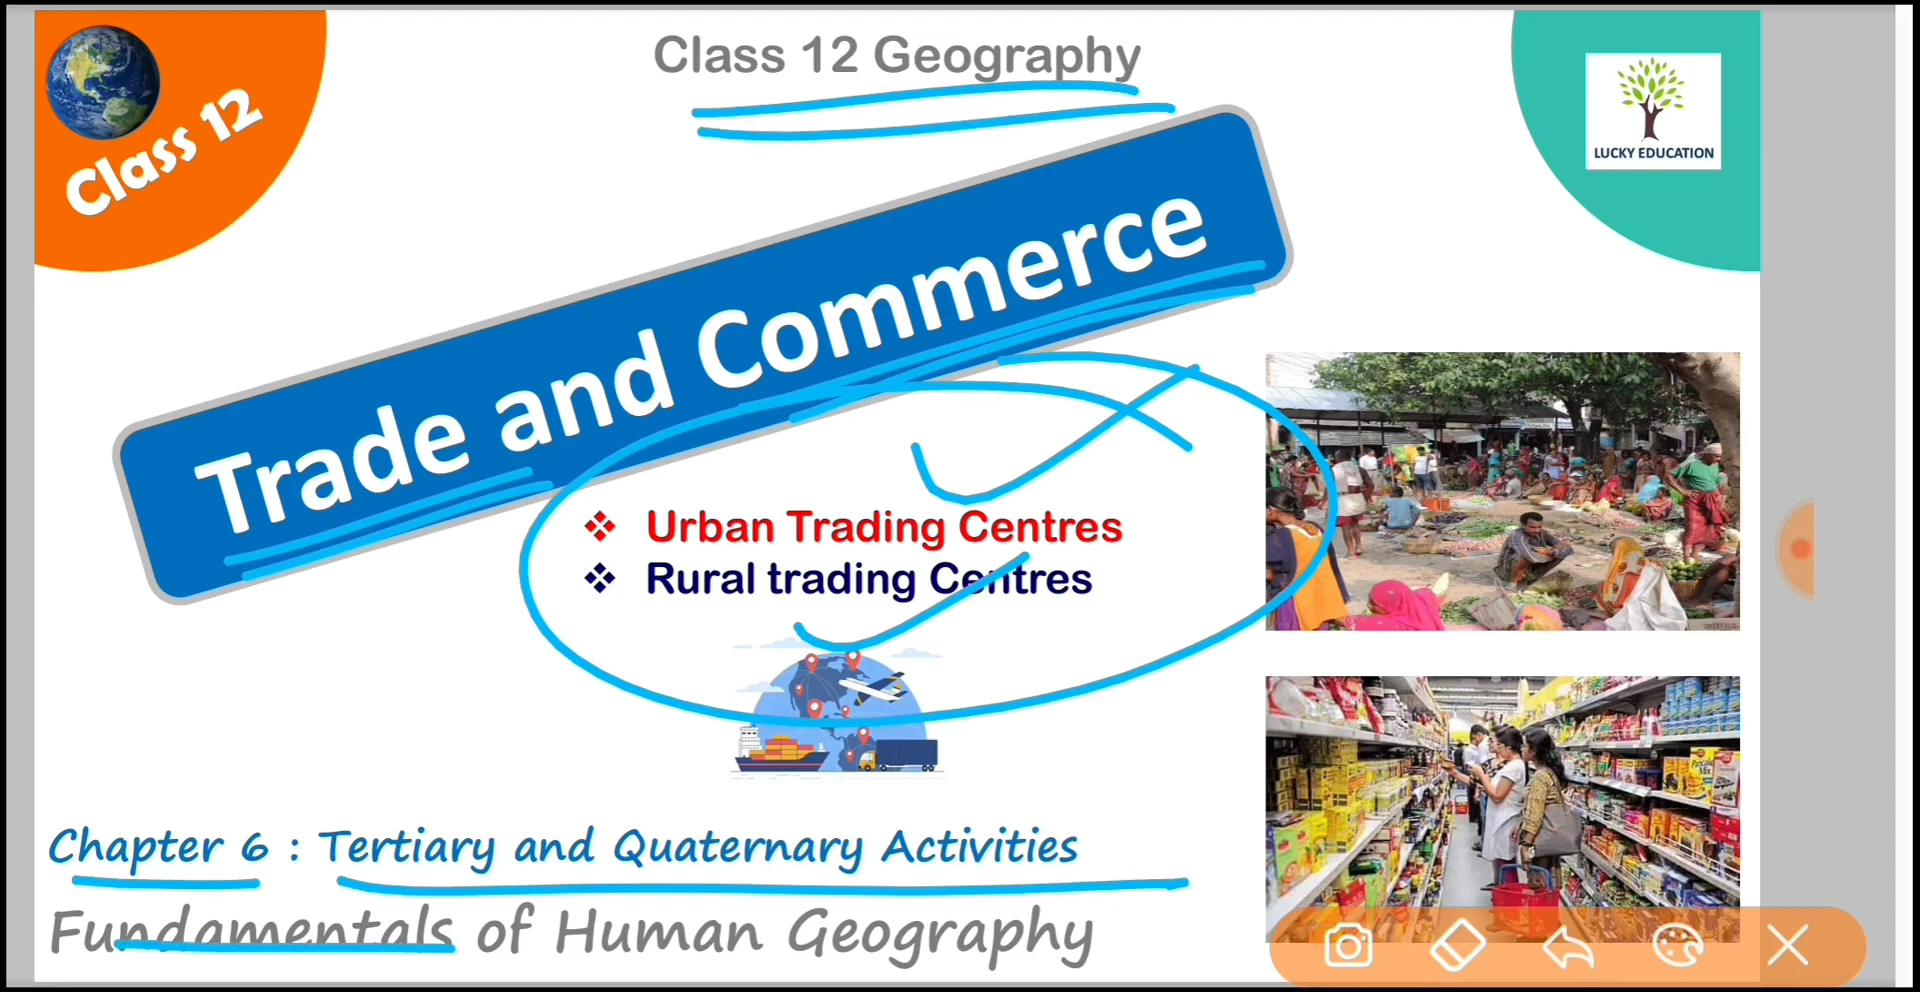 Class 12 Geography
Class 12
LUCKY EDUCATION
Trade and Commerce
❖ Urban Trading Centres
❖ Rural trading Centres
Chapter 6 : Tertiary and Quaternary Activities
Fundamentals of Human Geography